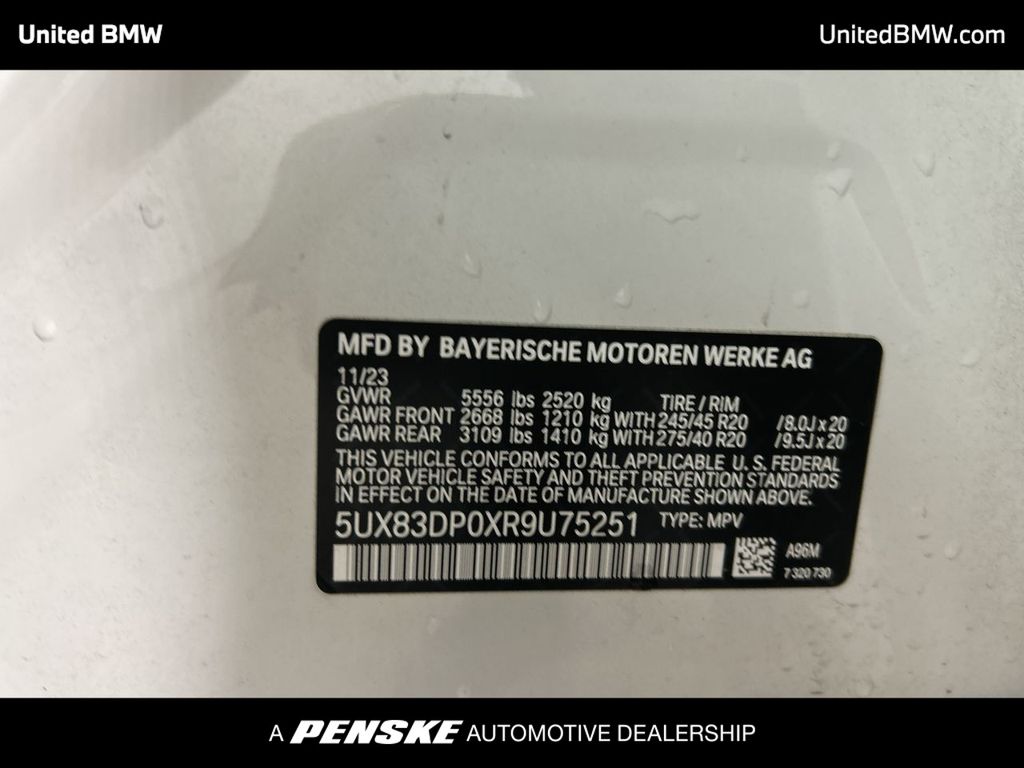 United BMW
UnitedBMW.com
MFD BY BAYERISCHE MOTOREN WERKE AG
11/23
GVWR 5556 lbs 2520 kg TIRE / RIM
GAWR FRONT 2668 lbs 1210 kg WITH 245/45 R20 /8.0J x 20
GAWR REAR 3109 lbs 1410 kg WITH 275/40 R20 /9.5J x 20
THIS VEHICLE CONFORMS TO ALL APPLICABLE U. S. FEDERAL
MOTOR VEHICLE SAFETY AND THEFT PREVENTION STANDARDS
IN EFFECT ON THE DATE OF MANUFACTURE SHOWN ABOVE.
5UX83DP0XR9U75251 TYPE: MPV
A96M
7 320 730
A PENSKE AUTOMOTIVE DEALERSHIP